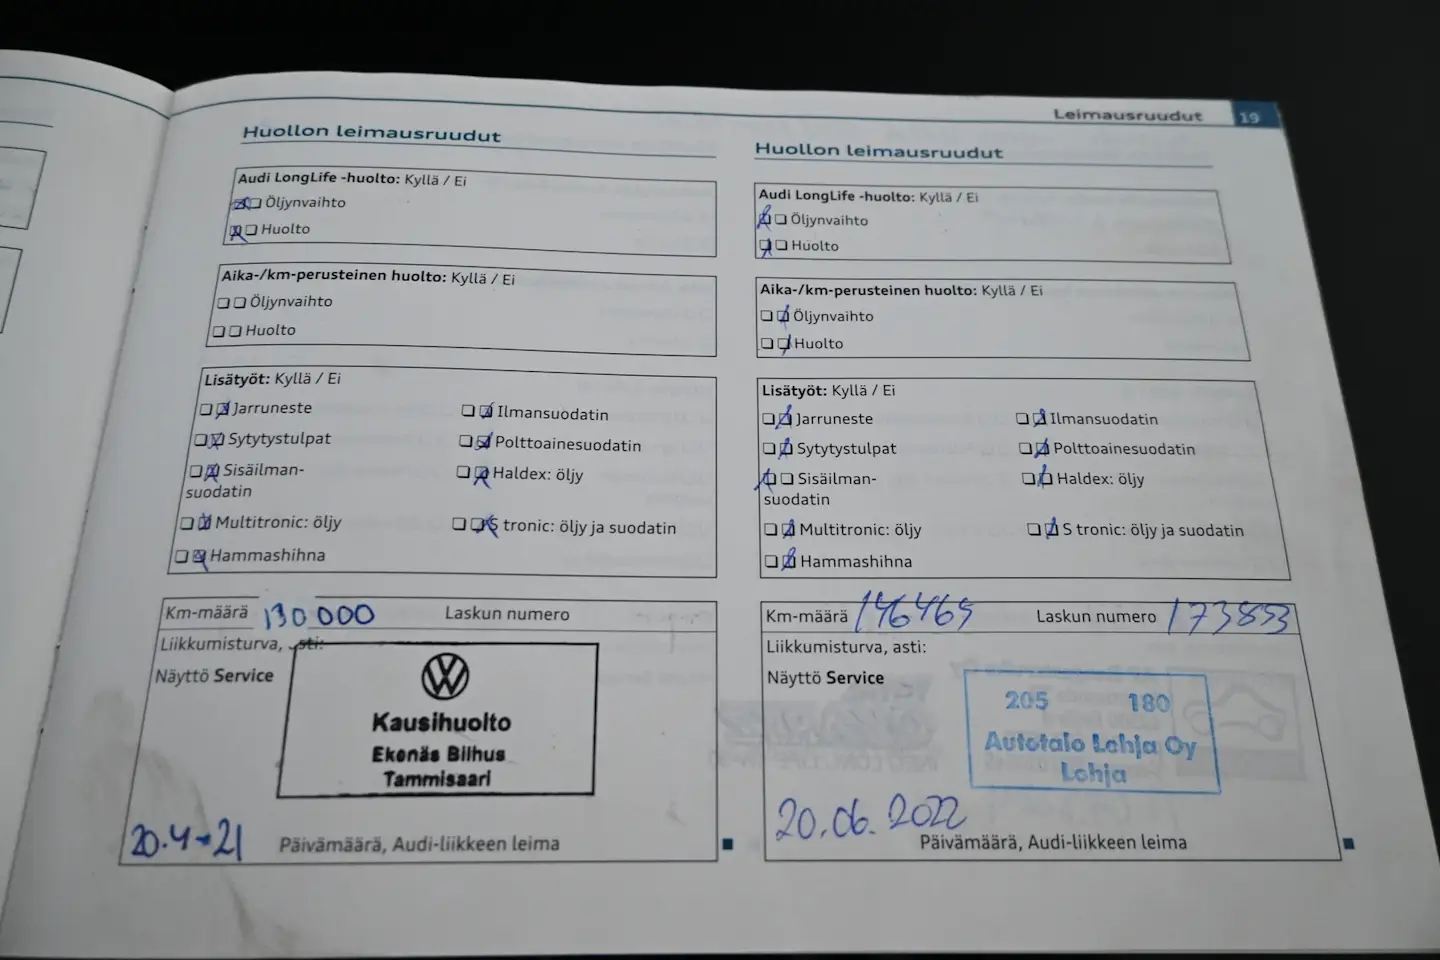 Leimausruudut 19
Huollon leimausruudut
Audi LongLife -huolto: Kyllä / Ei
Öljynvaihto
Huolto
Aika-/km-perusteinen huolto: Kyllä / Ei
Öljynvaihto
Huolto
Lisätyöt: Kyllä / Ei
Jarruneste
Ilmansuodatin
Sytytystulpat
Polttoainesuodatin
Sisäilman-
suodatin
Haldex: öljy
Multitronic: öljy
S tronic: öljy ja suodatin
Hammashihna
Km-määrä 130 000 Laskun numero
Liikkumisturva, asti:
Näyttö Service
Kausihuolto
Ekenäs Bilhus
Tammisaari
20.4-21 Päivämäärä, Audi-liikkeen leima
Huollon leimausruudut
Audi LongLife -huolto: Kyllä / Ei
Öljynvaihto
Huolto
Aika-/km-perusteinen huolto: Kyllä / Ei
Öljynvaihto
Huolto
Lisätyöt: Kyllä / Ei
Jarruneste
Ilmansuodatin
Sytytystulpat
Polttoainesuodatin
Sisäilman-
suodatin
Haldex: öljy
Multitronic: öljy
S tronic: öljy ja suodatin
Hammashihna
Km-määrä 146465 Laskun numero 173853
Liikkumisturva, asti:
Näyttö Service
205 180
Autotalo Lohja Oy
Lohja
20.06.2022
Päivämäärä, Audi-liikkeen leima